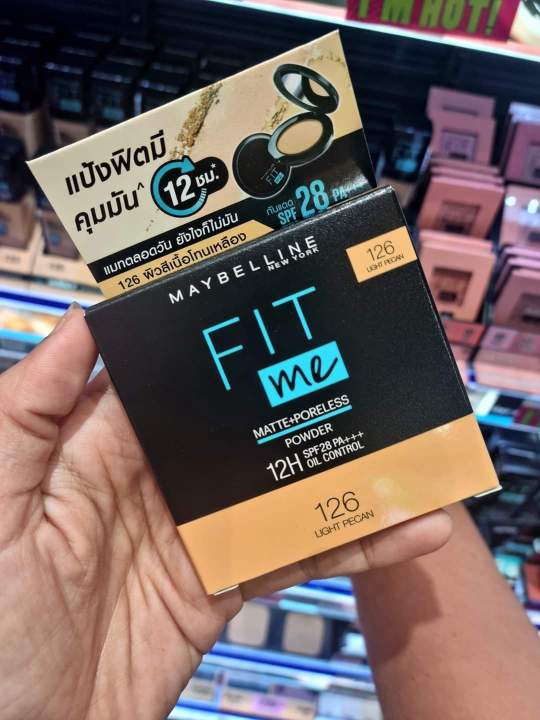 I'M HOT!
แป้งฟิตมี
คุมมัน^
12 ชม.*
FIT
me
กันแดด
SPF 28 PA+++
แมทตลอดวัน ยังไงก็ไม่มัน
126 ผิวสีเนื้อโทนเหลือง
MAYBELLINE
NEW YORK
126
LIGHT PECAN
FIT
me
MATTE+PORELESS
POWDER
12H SPF28 PA+++
OIL CONTROL
126
LIGHT PECAN